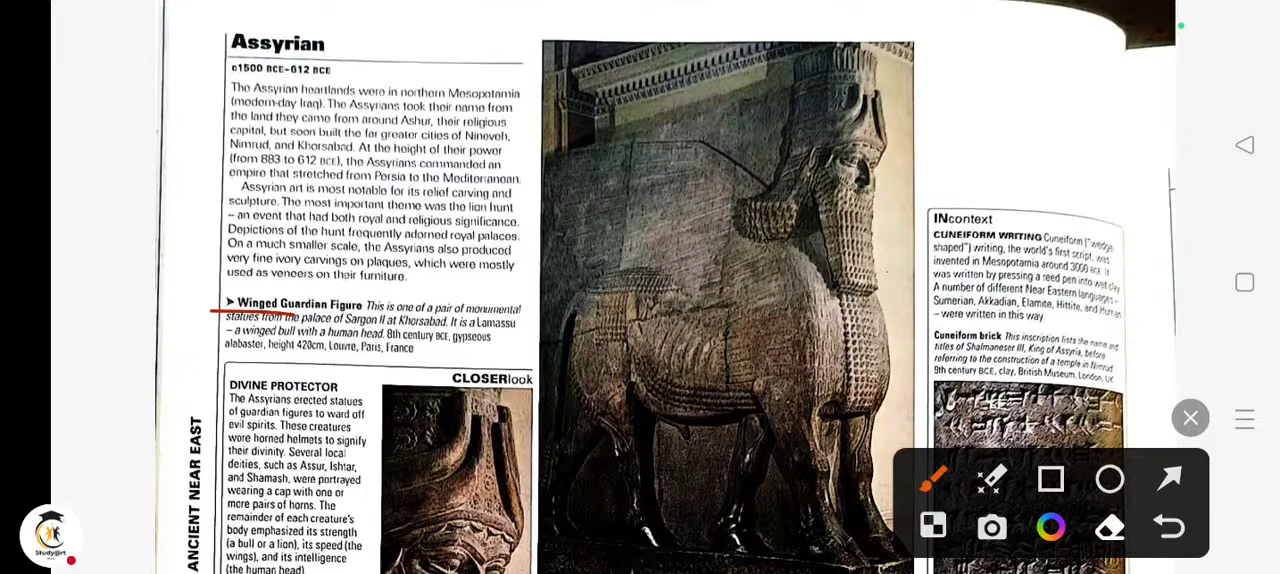 Assyrian
c1500 BCE–612 BCE
The Assyrian heartlands were in northern Mesopotamia
(modern-day Iraq). The Assyrians took their name from
the land they came from around Ashur, their religious
capital, but soon built the far greater cities of Nineveh,
Nimrud, and Khorsabad. At the height of their power
(from 883 to 612 BCE), the Assyrians commanded an
empire that stretched from Persia to the Mediterranean.
Assyrian art is most notable for its relief carving and
sculpture. The most important theme was the lion hunt
– an event that had both royal and religious significance.
Depictions of the hunt frequently adorned royal palaces.
On a much smaller scale, the Assyrians also produced
very fine ivory carvings on plaques, which were mostly
used as veneers on their furniture.
➤ Winged Guardian Figure This is one of a pair of monumental
statues from the palace of Sargon II at Khorsabad. It is a Lamassu
– a winged bull with a human head. 8th century BCE, gypseous
alabaster, height 420cm, Louvre, Paris, France
CLOSERlook
DIVINE PROTECTOR
The Assyrians erected statues
of guardian figures to ward off
evil spirits. These creatures
wore horned helmets to signify
their divinity. Several local
deities, such as Assur, Ishtar,
and Shamash, were portrayed
wearing a cap with one or
more pairs of horns. The
remainder of each creature's
body emphasized its strength
(a bull or a lion), its speed (the
wings), and its intelligence
(the human head).
ANCIENT NEAR EAST
INcontext
CUNEIFORM WRITING Cuneiform ("wedge-
shaped") writing, the world's first script, was
invented in Mesopotamia around 3000 BCE. It
was written by pressing a reed pen into wet clay.
A number of different Near Eastern languages –
Sumerian, Akkadian, Elamite, Hittite, and Hurrian
– were written in this way.
Cuneiform brick This inscription lists the name and
titles of Shalmaneser III, King of Assyria, before
referring to the construction of a temple in Nimrud.
9th century BCE, clay, British Museum, London, UK
Study@rt